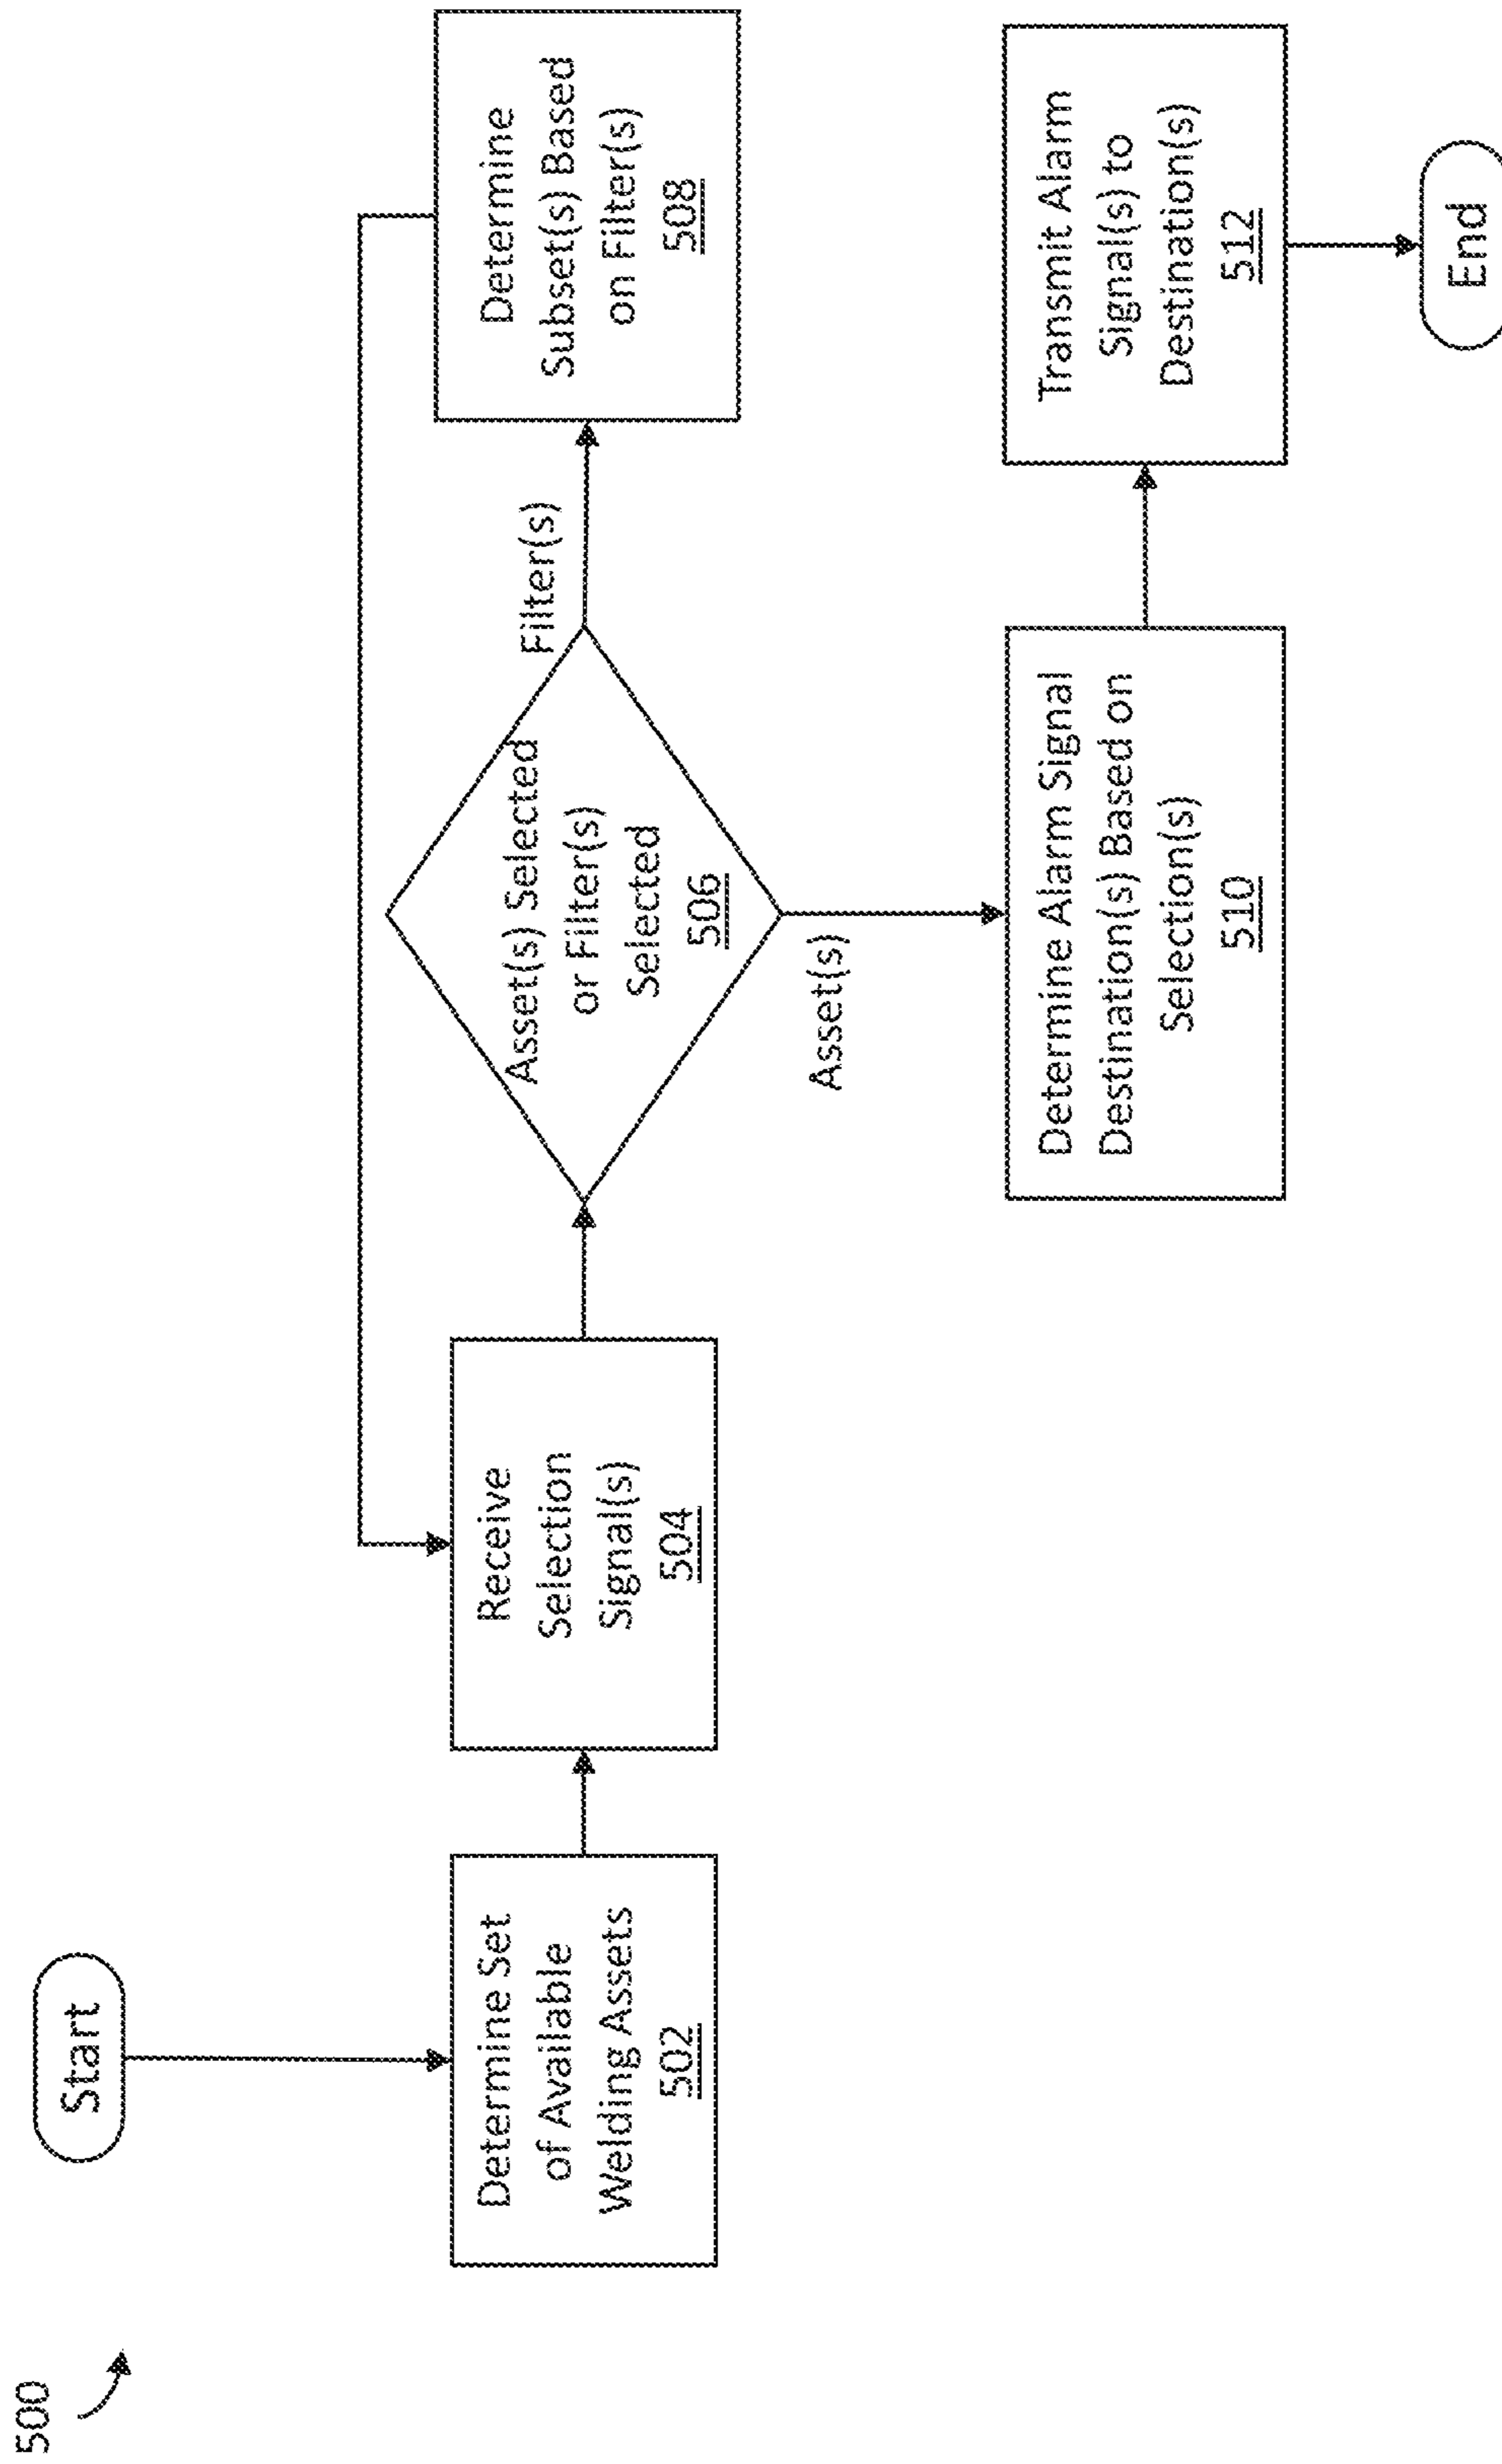 500
Start
Determine Set
of Available
Welding Assets
502
Receive
Selection
Signal(s)
504
Asset(s) Selected
or Filter(s)
Selected
506
Filter(s)
Determine
Subset(s) Based
on Filter(s)
508
Asset(s)
Determine Alarm Signal
Destination(s) Based on
Selection(s)
510
Transmit Alarm
Signal(s) to
Destination(s)
512
End